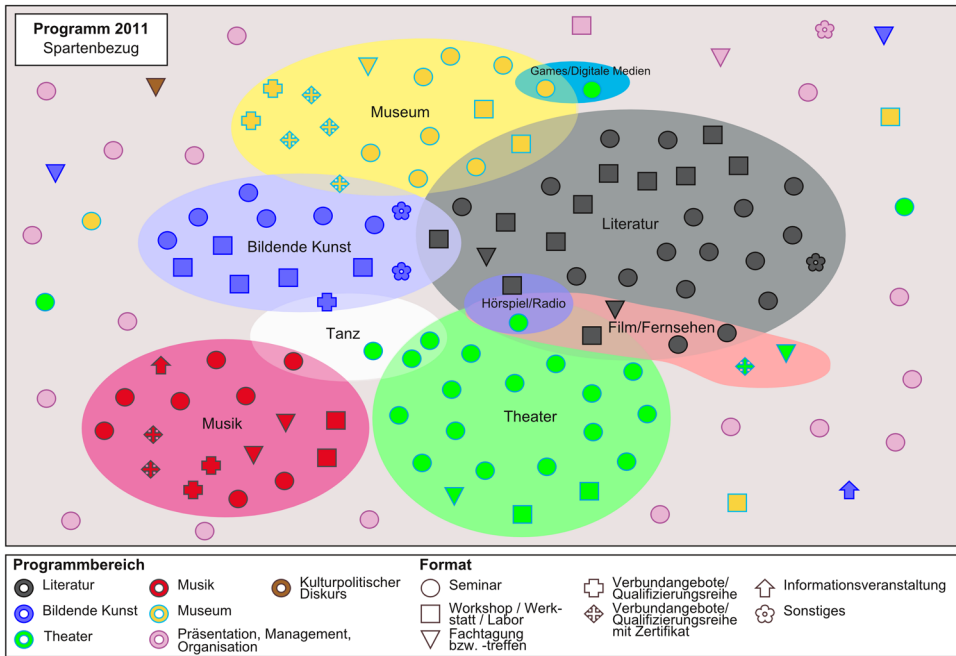 Programm 2011
Spartenbezug
Games/Digitale Medien
Museum
Literatur
Bildende Kunst
Hörspiel/Radio
Film/Fernsehen
Tanz
Musik
Theater
Programmbereich
Literatur
Bildende Kunst
Theater
Musik
Museum
Präsentation, Management,
Organisation
Kulturpolitischer
Diskurs
Format
Seminar
Workshop / Werk-
statt / Labor
Fachtagung
bzw. -treffen
Verbundangebote/
Qualifizierungsreihe
Verbundangebote/
Qualifizierungsreihe
mit Zertifikat
Informationsveranstaltung
Sonstiges